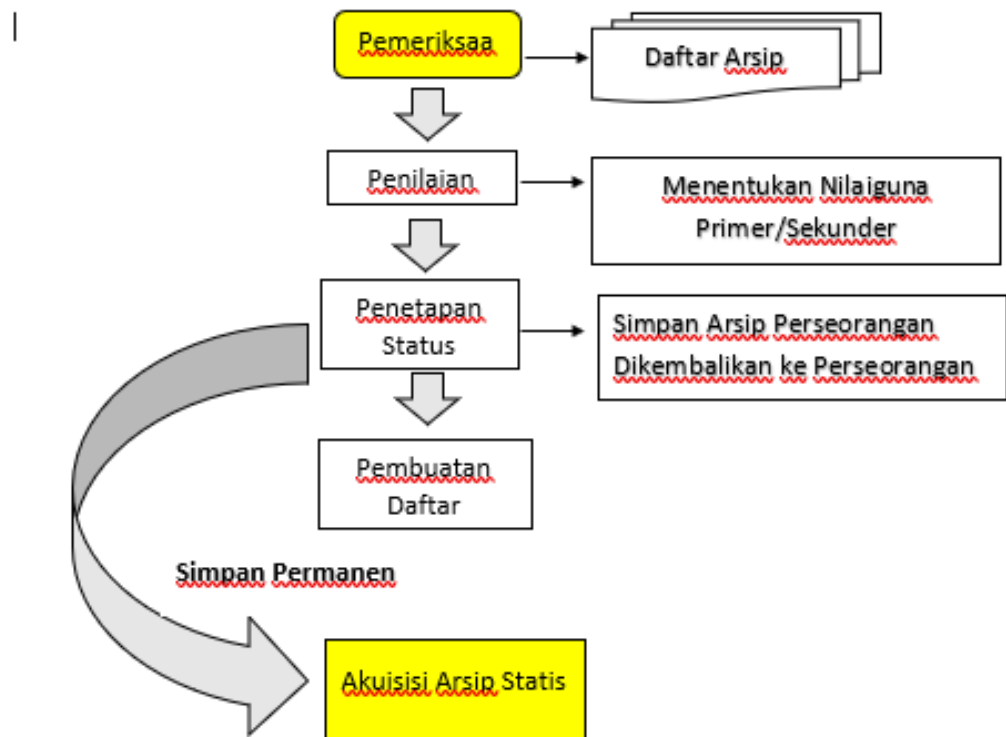 Pemeriksaa
Daftar Arsip
Penilaian
Menentukan Nilaiguna
Primer/Sekunder
Penetapan
Status
Simpan Arsip Perseorangan
Dikembalikan ke Perseorangan
Pembuatan
Daftar
Simpan Permanen
Akuisisi Arsip Statis